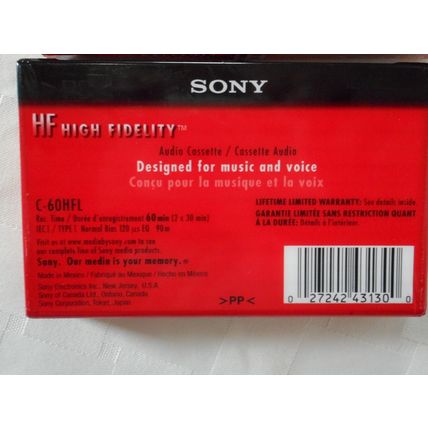 SONY
HF HIGH FIDELITY™
Audio Cassette / Cassette Audio
Designed for music and voice
Conçu pour la musique et la voix
C-60HFL
Rec. Time / Durée d'enregistrement 60 min (2 x 30 min)
IEC I / TYPE I Normal Bias 120 µs EQ 90 m
Visit us at www.mediabysony.com to see
our complete line of Sony media products.
Sony. Our media is your memory.
Made in Mexico / Fabriqué au Mexique / Hecho en México
Sony Electronics Inc., New Jersey, U.S.A
Sony of Canada Ltd., Ontario, Canada
Sony Corporation, Tokyo, Japan
LIFETIME LIMITED WARRANTY: See details inside.
GARANTIE LIMITÉE SANS RESTRICTION QUANT
À LA DURÉE: Détails à l'intérieur.
>PP<
0 27242 43130 0